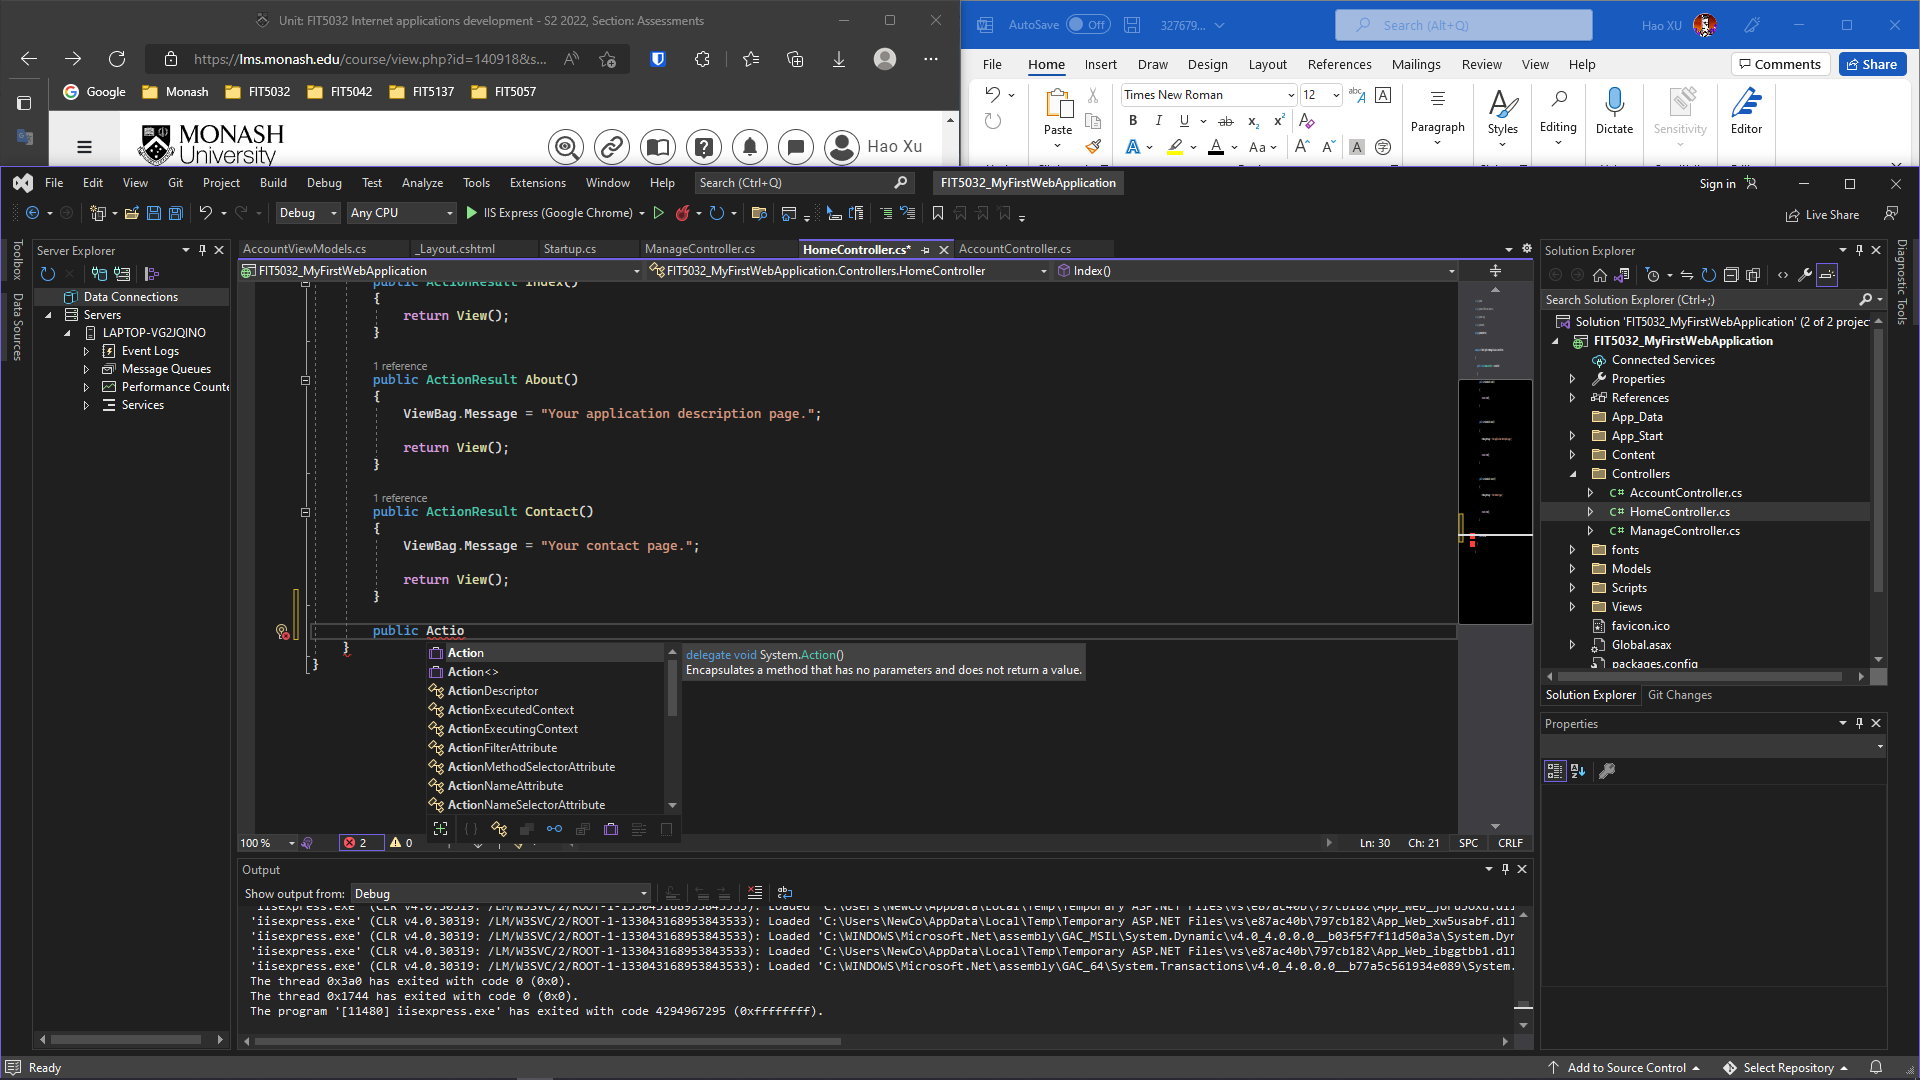 Unit: FIT5032 Internet applications development - S2 2022, Section: Assessments
https://lms.monash.edu/course/view.php?id=140918&s...
Google Monash FIT5032 FIT5042 FIT5137 FIT5057
MONASH University
Hao Xu
AutoSave Off 327679... Search (Alt+Q) Hao XU
File Home Insert Draw Design Layout References Mailings Review View Help Comments Share
Times New Roman 12
Paste Paragraph Styles Editing Dictate Sensitivity Editor
File Edit View Git Project Build Debug Test Analyze Tools Extensions Window Help Search (Ctrl+Q) FIT5032_MyFirstWebApplication Sign in
Debug Any CPU IIS Express (Google Chrome) Live Share
Toolbox
Data Sources
Server Explorer
Data Connections
Servers
LAPTOP-VG2JQINO
Event Logs
Message Queues
Performance Counte
Services
AccountViewModels.cs _Layout.cshtml Startup.cs ManageController.cs HomeController.cs* AccountController.cs
FIT5032_MyFirstWebApplication FIT5032_MyFirstWebApplication.Controllers.HomeController Index()
public ActionResult Index()
{
return View();
}
1 reference
public ActionResult About()
{
ViewBag.Message = "Your application description page.";
return View();
}
1 reference
public ActionResult Contact()
{
ViewBag.Message = "Your contact page.";
return View();
}
public Actio
}
}
Action
Action<>
ActionDescriptor
ActionExecutedContext
ActionExecutingContext
ActionFilterAttribute
ActionMethodSelectorAttribute
ActionNameAttribute
ActionNameSelectorAttribute
delegate void System.Action()
Encapsulates a method that has no parameters and does not return a value.
100 % 2 0 Ln: 30 Ch: 21 SPC CRLF
Output
Show output from: Debug
'iisexpress.exe' (CLR v4.0.30319: /LM/W3SVC/2/ROOT-1-133043168953843533): Loaded 'C:\Users\NewCo\AppData\Local\Temp\Temporary ASP.NET Files\vs\e87ac40b\797cb182\App_Web_xw5usabf.dll
'iisexpress.exe' (CLR v4.0.30319: /LM/W3SVC/2/ROOT-1-133043168953843533): Loaded 'C:\WINDOWS\Microsoft.Net\assembly\GAC_MSIL\System.Dynamic\v4.0_4.0.0.0__b03f5f7f11d50a3a\System.Dyn
'iisexpress.exe' (CLR v4.0.30319: /LM/W3SVC/2/ROOT-1-133043168953843533): Loaded 'C:\Users\NewCo\AppData\Local\Temp\Temporary ASP.NET Files\vs\e87ac40b\797cb182\App_Web_ibggtbb1.dll
'iisexpress.exe' (CLR v4.0.30319: /LM/W3SVC/2/ROOT-1-133043168953843533): Loaded 'C:\WINDOWS\Microsoft.Net\assembly\GAC_64\System.Transactions\v4.0_4.0.0.0__b77a5c561934e089\System.
The thread 0x3a0 has exited with code 0 (0x0).
The thread 0x1744 has exited with code 0 (0x0).
The program '[11480] iisexpress.exe' has exited with code 4294967295 (0xffffffff).
Solution Explorer
Search Solution Explorer (Ctrl+;)
Solution 'FIT5032_MyFirstWebApplication' (2 of 2 projec
FIT5032_MyFirstWebApplication
Connected Services
Properties
References
App_Data
App_Start
Content
Controllers
C# AccountController.cs
C# HomeController.cs
C# ManageController.cs
fonts
Models
Scripts
Views
favicon.ico
Global.asax
packages.config
Solution Explorer Git Changes
Properties
Diagnostic Tools
Ready Add to Source Control Select Repository